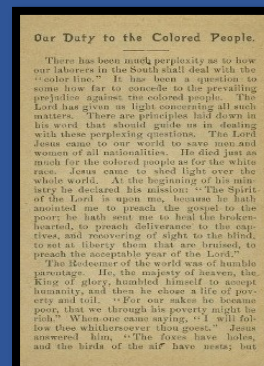 Our Duty to the Colored People.
There has been much perplexity as to how
our laborers in the South shall deal with the
"color line." It has been a question to
some how far to concede to the prevailing
prejudice against the colored people. The
Lord has given us light concerning all such
matters. There are principles laid down in
his word that should guide us in dealing
with these perplexing questions. The Lord
Jesus came to our world to save men and
women of all nationalities. He died just as
much for the colored people as for the white
race. Jesus came to shed light over the
whole world. At the beginning of his min-
istry he declared his mission: "The Spirit
of the Lord is upon me, because he hath
anointed me to preach the gospel to the
poor; he hath sent me to heal the broken-
hearted, to preach deliverance to the cap-
tives, and recovering of sight to the blind,
to set at liberty them that are bruised, to
preach the acceptable year of the Lord."
The Redeemer of the world was of humble
parentage. He, the majesty of heaven, the
King of glory, humbled himself to accept
humanity, and then he chose a life of pov-
erty and toil. "For our sakes he became
poor, that we through his poverty might be
rich." When one came saying, "I will fol-
low thee whithersoever thou goest." Jesus
answered him, "The foxes have holes,
and the birds of the air have nests; but